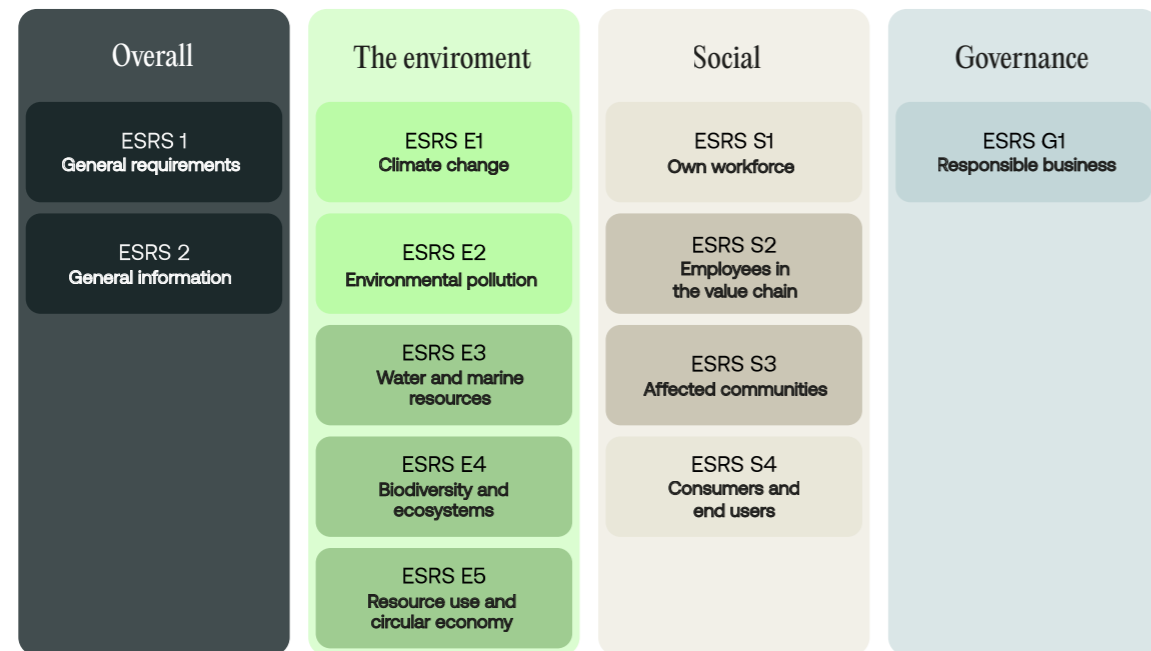 Overall
ESRS 1
General requirements
ESRS 2
General information
The enviroment
ESRS E1
Climate change
ESRS E2
Environmental pollution
ESRS E3
Water and marine
resources
ESRS E4
Biodiversity and
ecosystems
ESRS E5
Resource use and
circular economy
Social
ESRS S1
Own workforce
ESRS S2
Employees in
the value chain
ESRS S3
Affected communities
ESRS S4
Consumers and
end users
Governance
ESRS G1
Responsible business